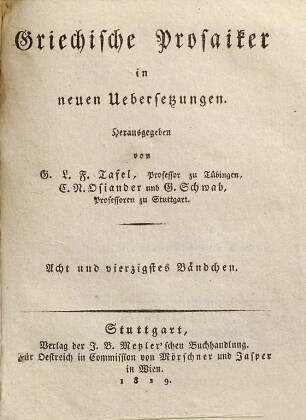 Griechische Prosaiker
in
neuen Uebersetzungen.
Herausgegeben
von
G. L. F. Tafel, Professor zu Tübingen,
C. N. Osiander und G. Schwab,
Professoren zu Stuttgart.
Acht und vierzigstes Bändchen.
Stuttgart,
Verlag der J. B. Metzler'schen Buchhandlung.
Für Oestreich in Commission von Mörschner und Jasper
in Wien.
1829.